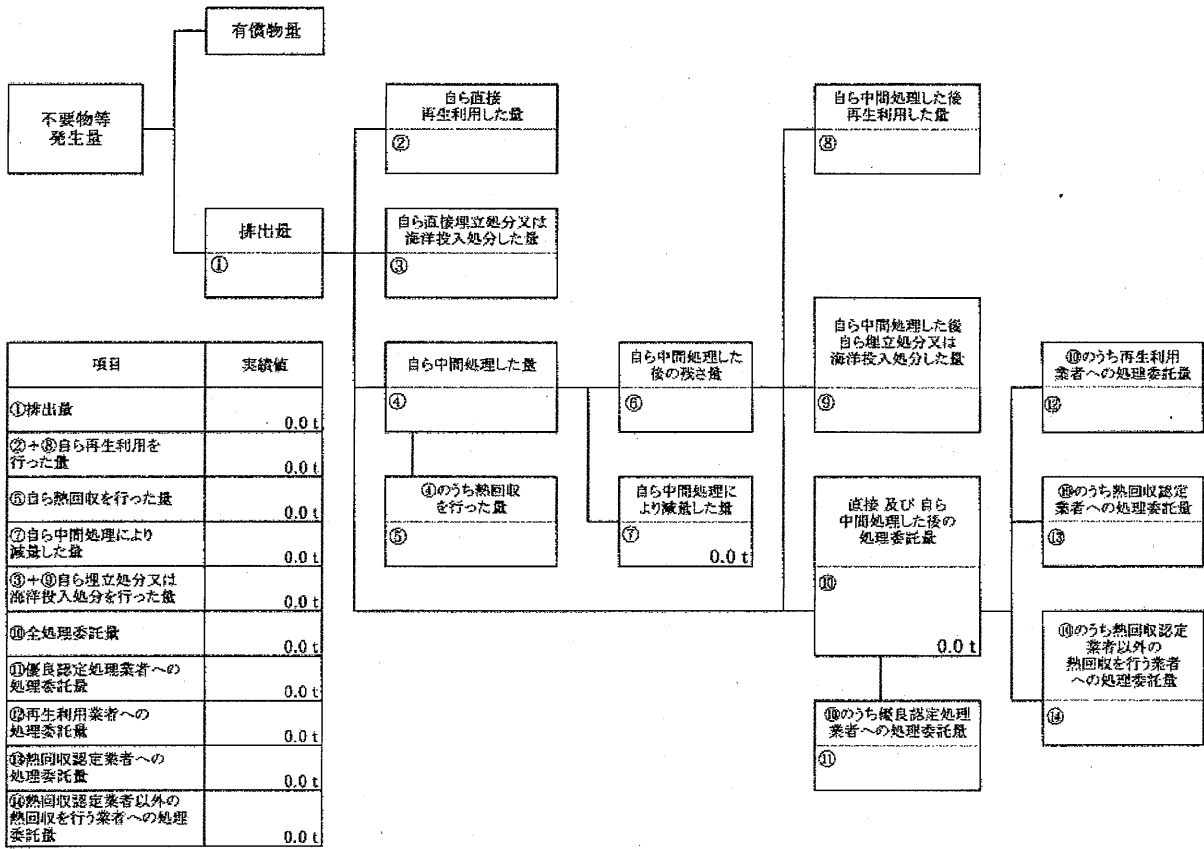 有償物量
不要物等
発生量
自ら直接
再生利用した量
②
自ら中間処理した後
再生利用した量
⑧
排出量
①
自ら直接埋立処分又は
海洋投入処分した量
③
自ら中間処理した量
④
自ら中間処理した
後の残さ量
⑥
自ら中間処理した後
自ら埋立処分又は
海洋投入処分した量
⑨
⑩のうち再生利用
業者への処理委託量
⑫
④のうち熱回収
を行った量
⑤
自ら中間処理に
より減量した量
⑦
0.0 t
直接 及び 自ら
中間処理した後の
処理委託量
⑩
0.0 t
⑩のうち熱回収認定
業者への処理委託量
⑬
⑩のうち熱回収認定
業者以外の
熱回収を行う業者
への処理委託量
⑭
⑩のうち優良認定処理
業者への処理委託量
⑪
項目 実績値
①排出量
0.0 t
②+⑧自ら再生利用を
行った量 0.0 t
⑤自ら熱回収を行った量
0.0 t
⑦自ら中間処理により
減量した量 0.0 t
③+⑨自ら埋立処分又は
海洋投入処分を行った量 0.0 t
⑩全処理委託量
0.0 t
⑪優良認定処理業者への
処理委託量 0.0 t
⑫再生利用業者への
処理委託量 0.0 t
⑬熱回収認定業者への
処理委託量 0.0 t
⑭熱回収認定業者以外の
熱回収を行う業者への処理
委託量 0.0 t